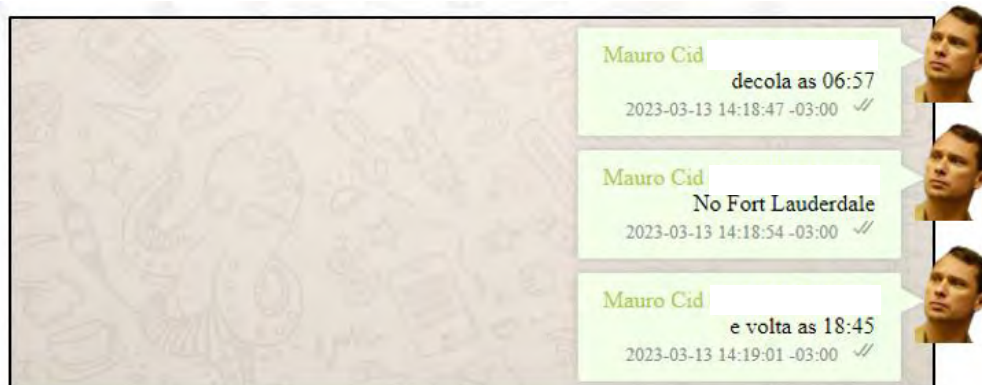 Mauro Cid
decola as 06:57
2023-03-13 14:18:47 -03:00
Mauro Cid
No Fort Lauderdale
2023-03-13 14:18:54 -03:00
Mauro Cid
e volta as 18:45
2023-03-13 14:19:01 -03:00